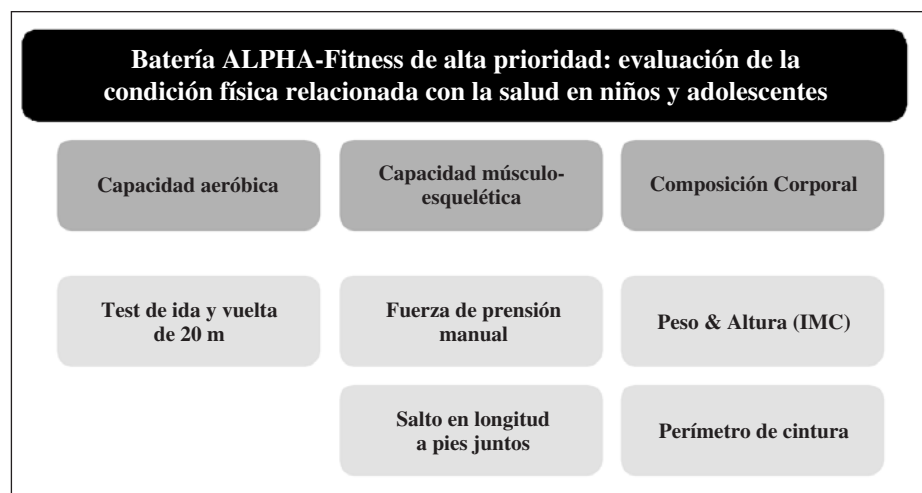 Batería ALPHA-Fitness de alta prioridad: evaluación de la
condición física relacionada con la salud en niños y adolescentes
Capacidad aeróbica
Capacidad músculo-
esquelética
Composición Corporal
Test de ida y vuelta
de 20 m
Fuerza de prensión
manual
Peso & Altura (IMC)
Salto en longitud
a pies juntos
Perímetro de cintura